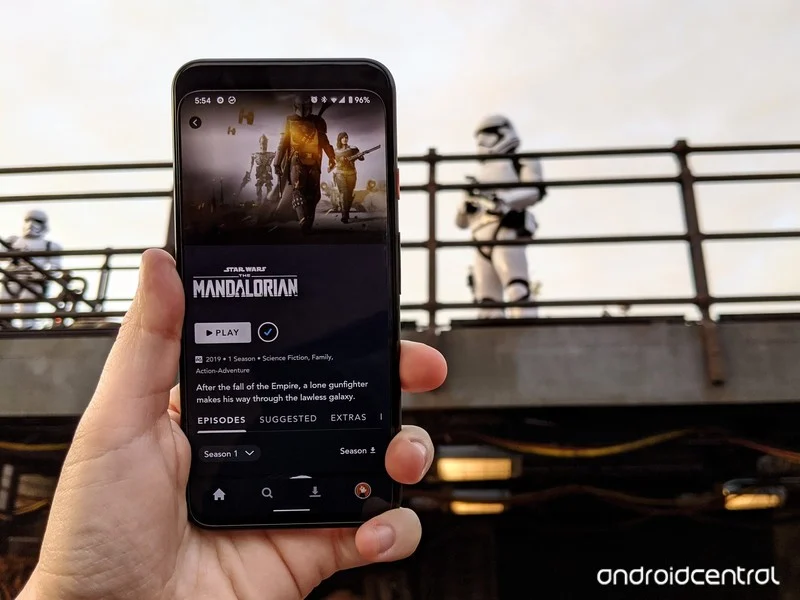 5:54 96%
STAR WARS
THE
MANDALORIAN
PLAY
2019 • 1 Season • Science Fiction, Family,
Action-Adventure
After the fall of the Empire, a lone gunfighter
makes his way through the lawless galaxy.
EPISODES SUGGESTED EXTRAS
Season 1 Season
androidcentral